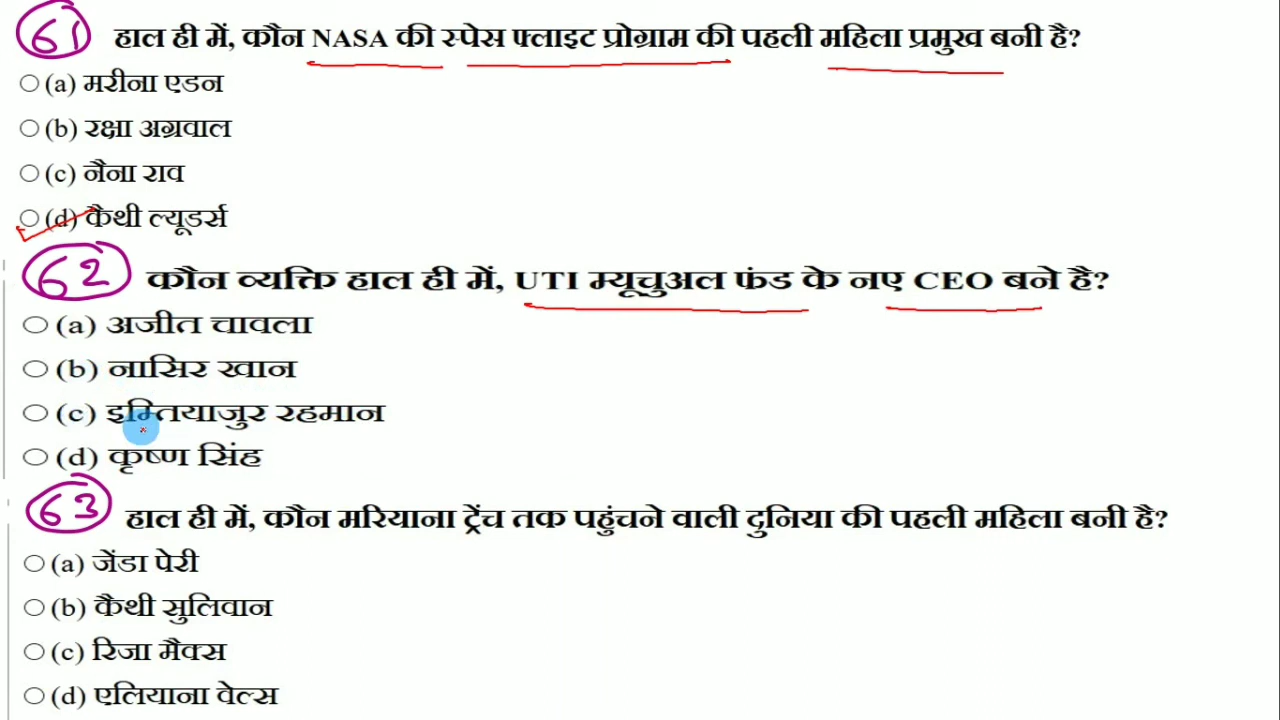 61 हाल ही में, कौन NASA की स्पेस फ्लाइट प्रोग्राम की पहली महिला प्रमुख बनी है?
(a) मरीना एडन
(b) रक्षा अग्रवाल
(c) नैना राव
(d) कैथी ल्यूडर्स
62 कौन व्यक्ति हाल ही में, UTI म्यूचुअल फंड के नए CEO बने है?
(a) अजीत चावला
(b) नासिर खान
(c) इम्तियाजुर रहमान
(d) कृष्ण सिंह
63 हाल ही में, कौन मरियाना ट्रेंच तक पहुंचने वाली दुनिया की पहली महिला बनी है?
(a) जेंडा पेरी
(b) कैथी सुलिवान
(c) रिजा मैक्स
(d) एलियाना वेल्स